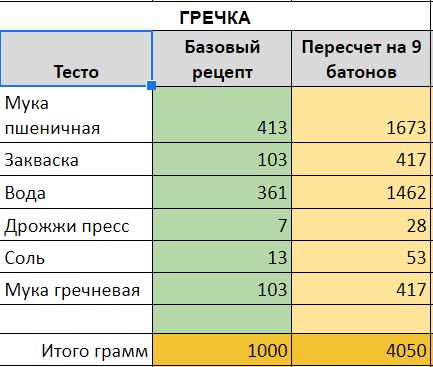 ГРЕЧКА
Тесто Базовый рецепт Пересчет на 9 батонов
Мука пшеничная 413 1673
Закваска 103 417
Вода 361 1462
Дрожжи пресс 7 28
Соль 13 53
Мука гречневая 103 417
Итого грамм 1000 4050